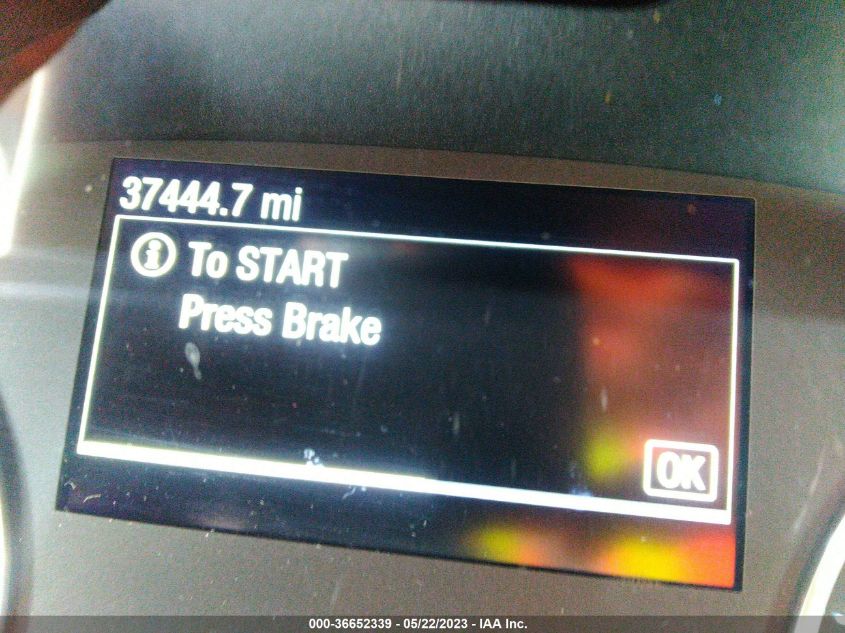 37444.7 mi
i To START
Press Brake
OK
000-36652339 - 05/22/2023 - IAA Inc.